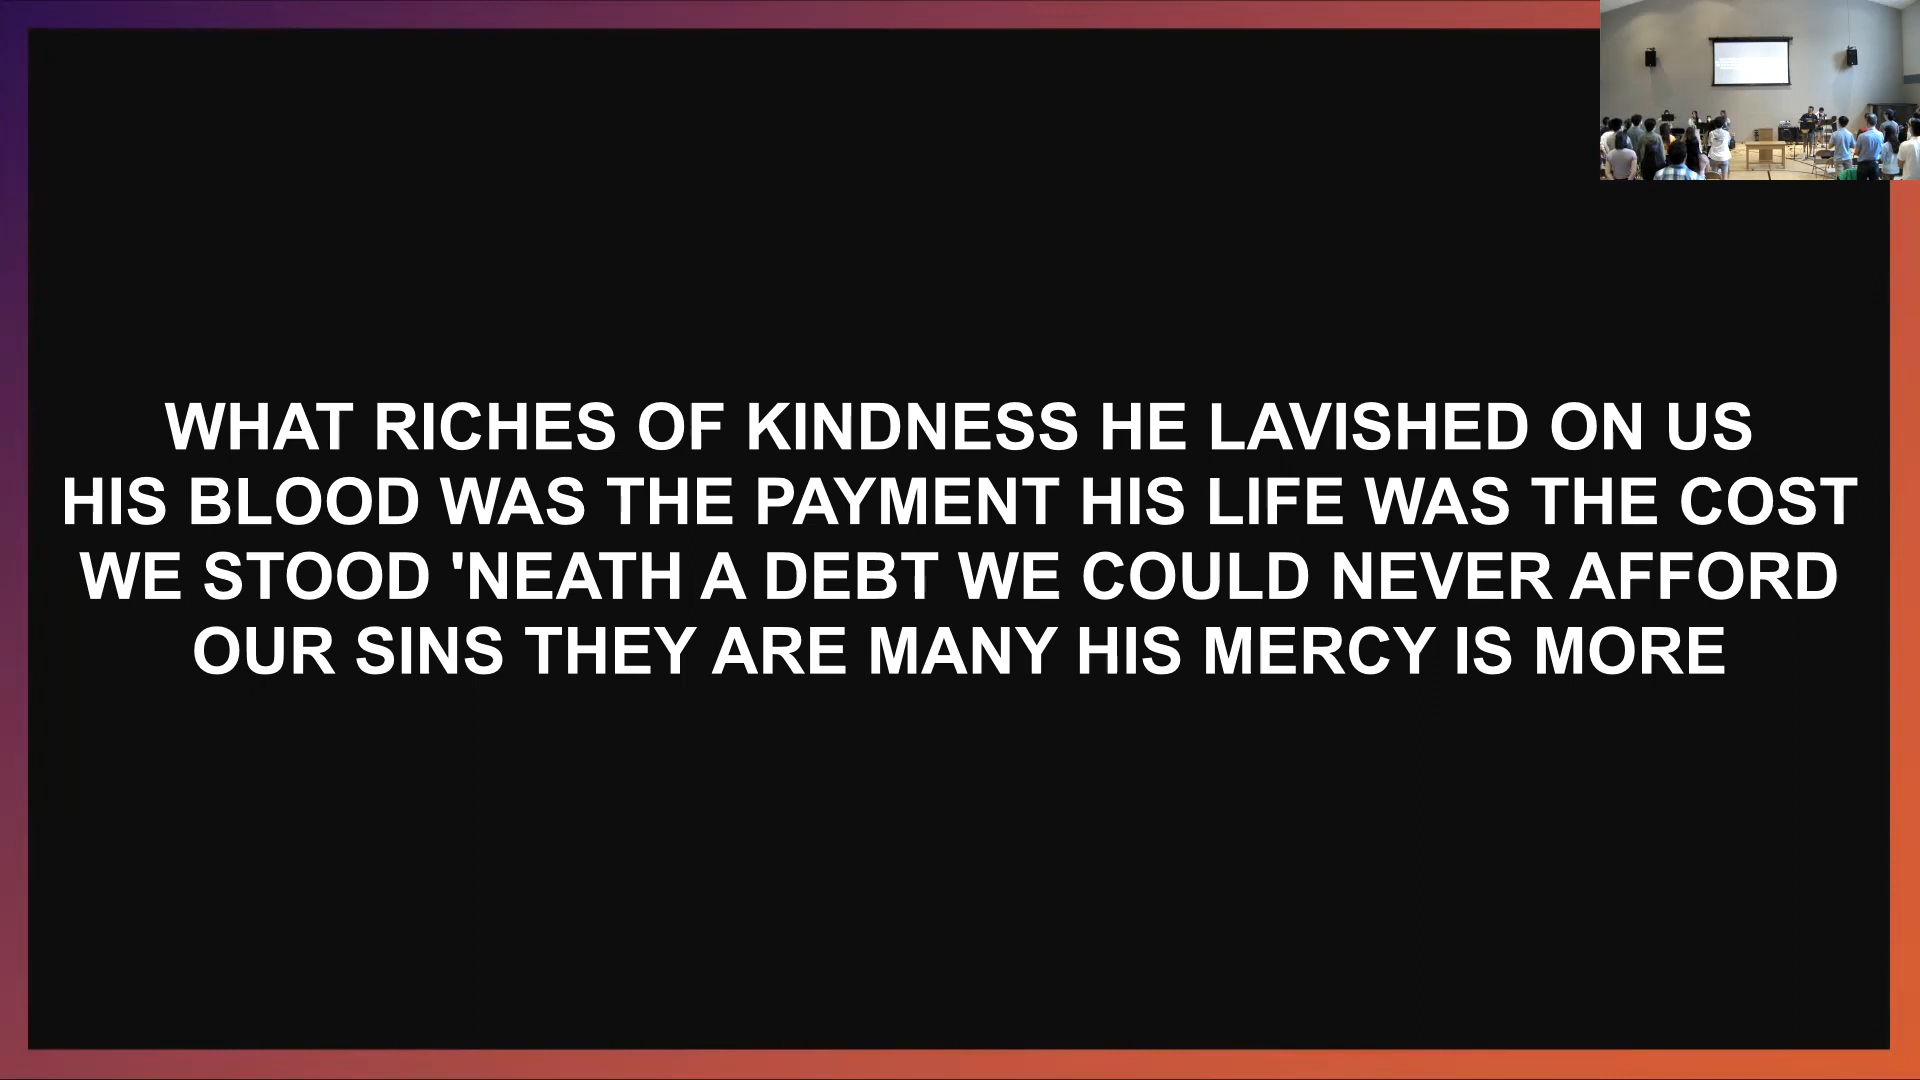 WHAT RICHES OF KINDNESS HE LAVISHED ON US
HIS BLOOD WAS THE PAYMENT HIS LIFE WAS THE COST
WE STOOD 'NEATH A DEBT WE COULD NEVER AFFORD
OUR SINS THEY ARE MANY HIS MERCY IS MORE